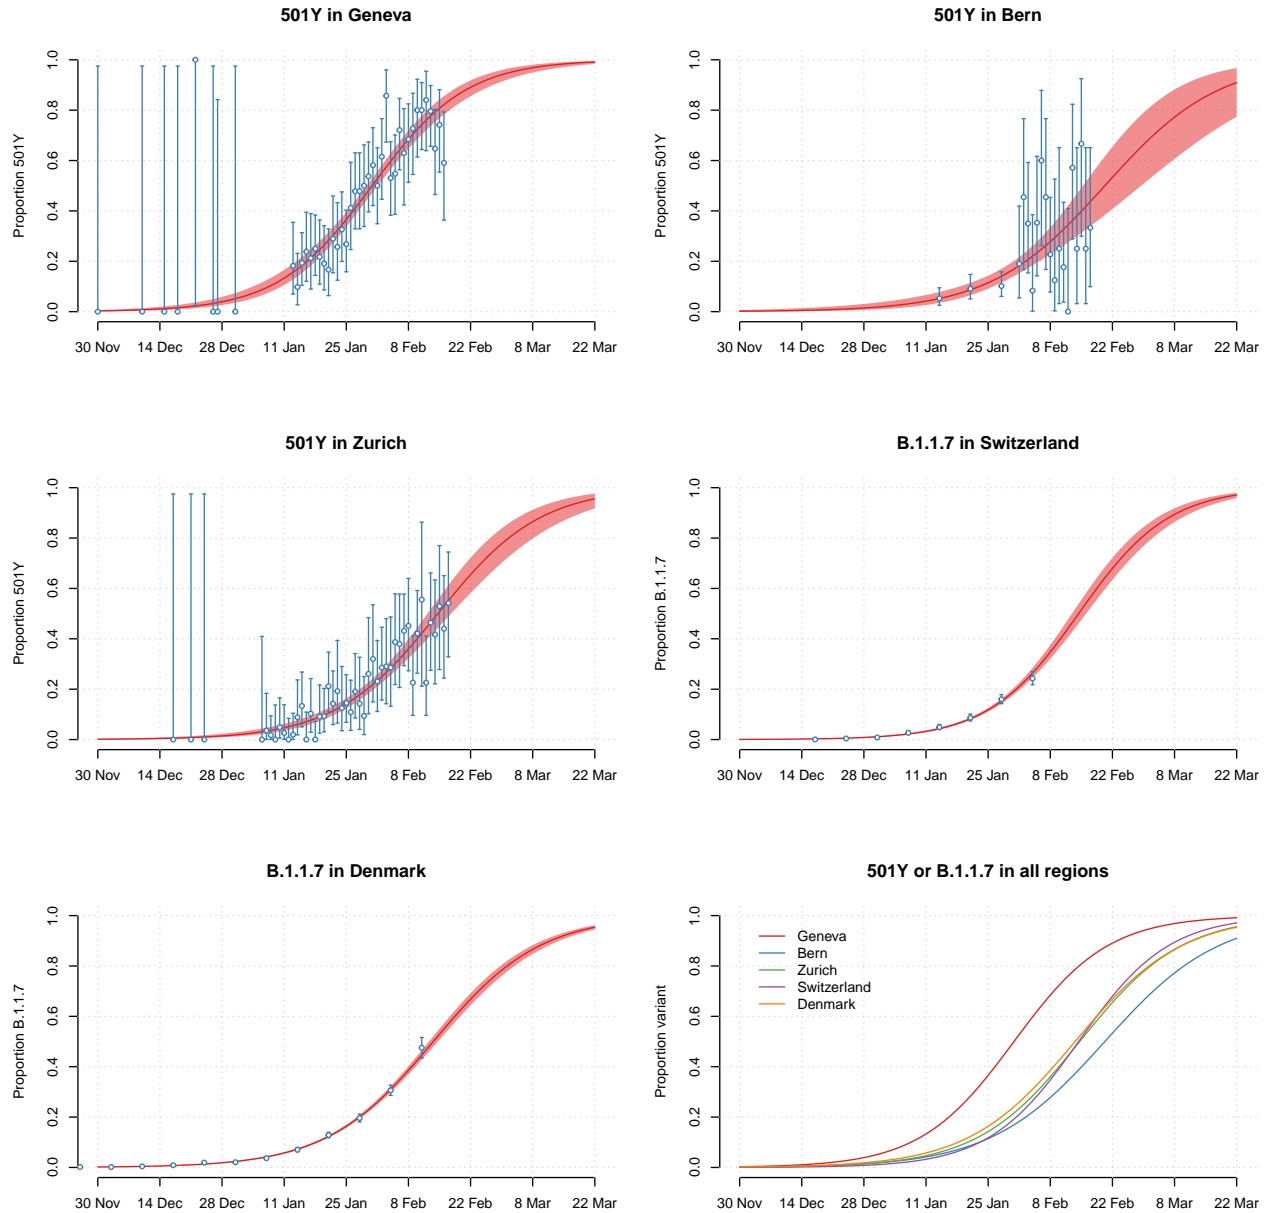 501Y in Geneva
Proportion 501Y
1.0
0.8
0.6
0.4
0.2
0.0
30 Nov 14 Dec 28 Dec 11 Jan 25 Jan 8 Feb 22 Feb 8 Mar 22 Mar
501Y in Bern
Proportion 501Y
1.0
0.8
0.6
0.4
0.2
0.0
30 Nov 14 Dec 28 Dec 11 Jan 25 Jan 8 Feb 22 Feb 8 Mar 22 Mar
501Y in Zurich
Proportion 501Y
1.0
0.8
0.6
0.4
0.2
0.0
30 Nov 14 Dec 28 Dec 11 Jan 25 Jan 8 Feb 22 Feb 8 Mar 22 Mar
B.1.1.7 in Switzerland
Proportion B.1.1.7
1.0
0.8
0.6
0.4
0.2
0.0
30 Nov 14 Dec 28 Dec 11 Jan 25 Jan 8 Feb 22 Feb 8 Mar 22 Mar
B.1.1.7 in Denmark
Proportion B.1.1.7
1.0
0.8
0.6
0.4
0.2
0.0
30 Nov 14 Dec 28 Dec 11 Jan 25 Jan 8 Feb 22 Feb 8 Mar 22 Mar
501Y or B.1.1.7 in all regions
Proportion variant
1.0
0.8
0.6
0.4
0.2
0.0
Geneva
Bern
Zurich
Switzerland
Denmark
30 Nov 14 Dec 28 Dec 11 Jan 25 Jan 8 Feb 22 Feb 8 Mar 22 Mar